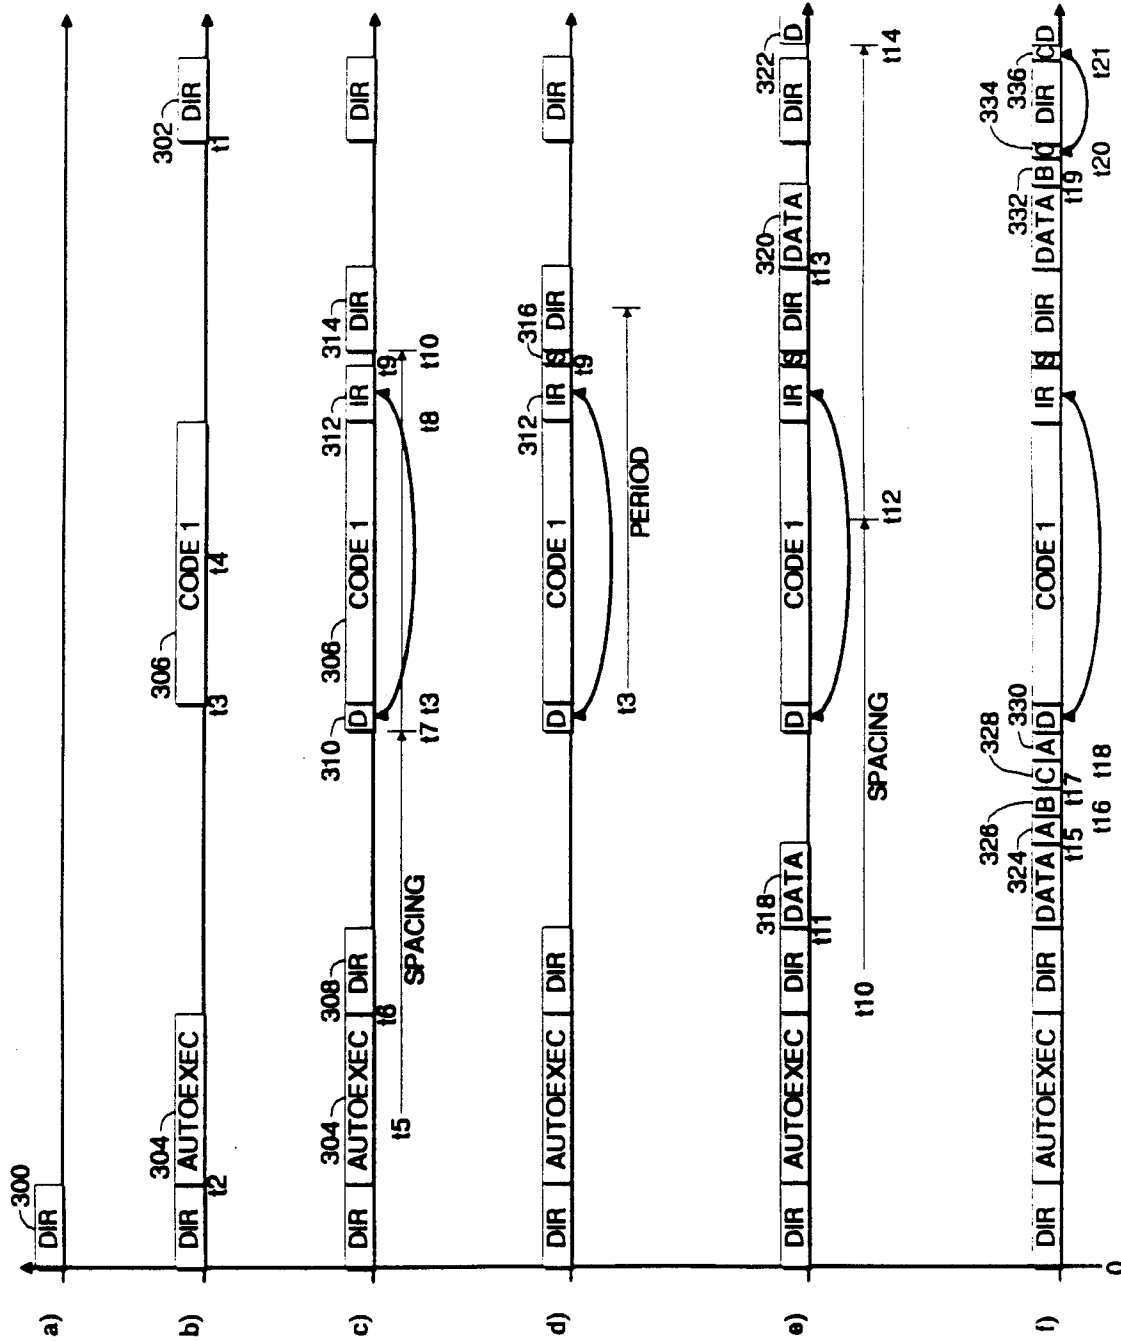 a)
300
DIR
b)
304
306
302
DIR AUTOEXEC CODE 1 DIR
t2 t3 t4 t1
c)
304 308 310 306 312 314
DIR AUTOEXEC DIR D CODE 1 IR DIR
t6 t9
t5 SPACING t7 t3 t8 t10
d)
312 316
DIR AUTOEXEC DIR D CODE 1 IR S DIR
t9
t3 PERIOD
e)
318 320 322
DIR AUTOEXEC DIR DATA D CODE 1 IR S DIR DATA DIR D
t11 t13
t10 SPACING t12 t14
f)
324 326 328 330 332 334 336
DIR AUTOEXEC DIR DATA A B C A D CODE 1 IR S DIR DATA B C DIR C D
t15 t17 t19
t16 t18 t20 t21
0